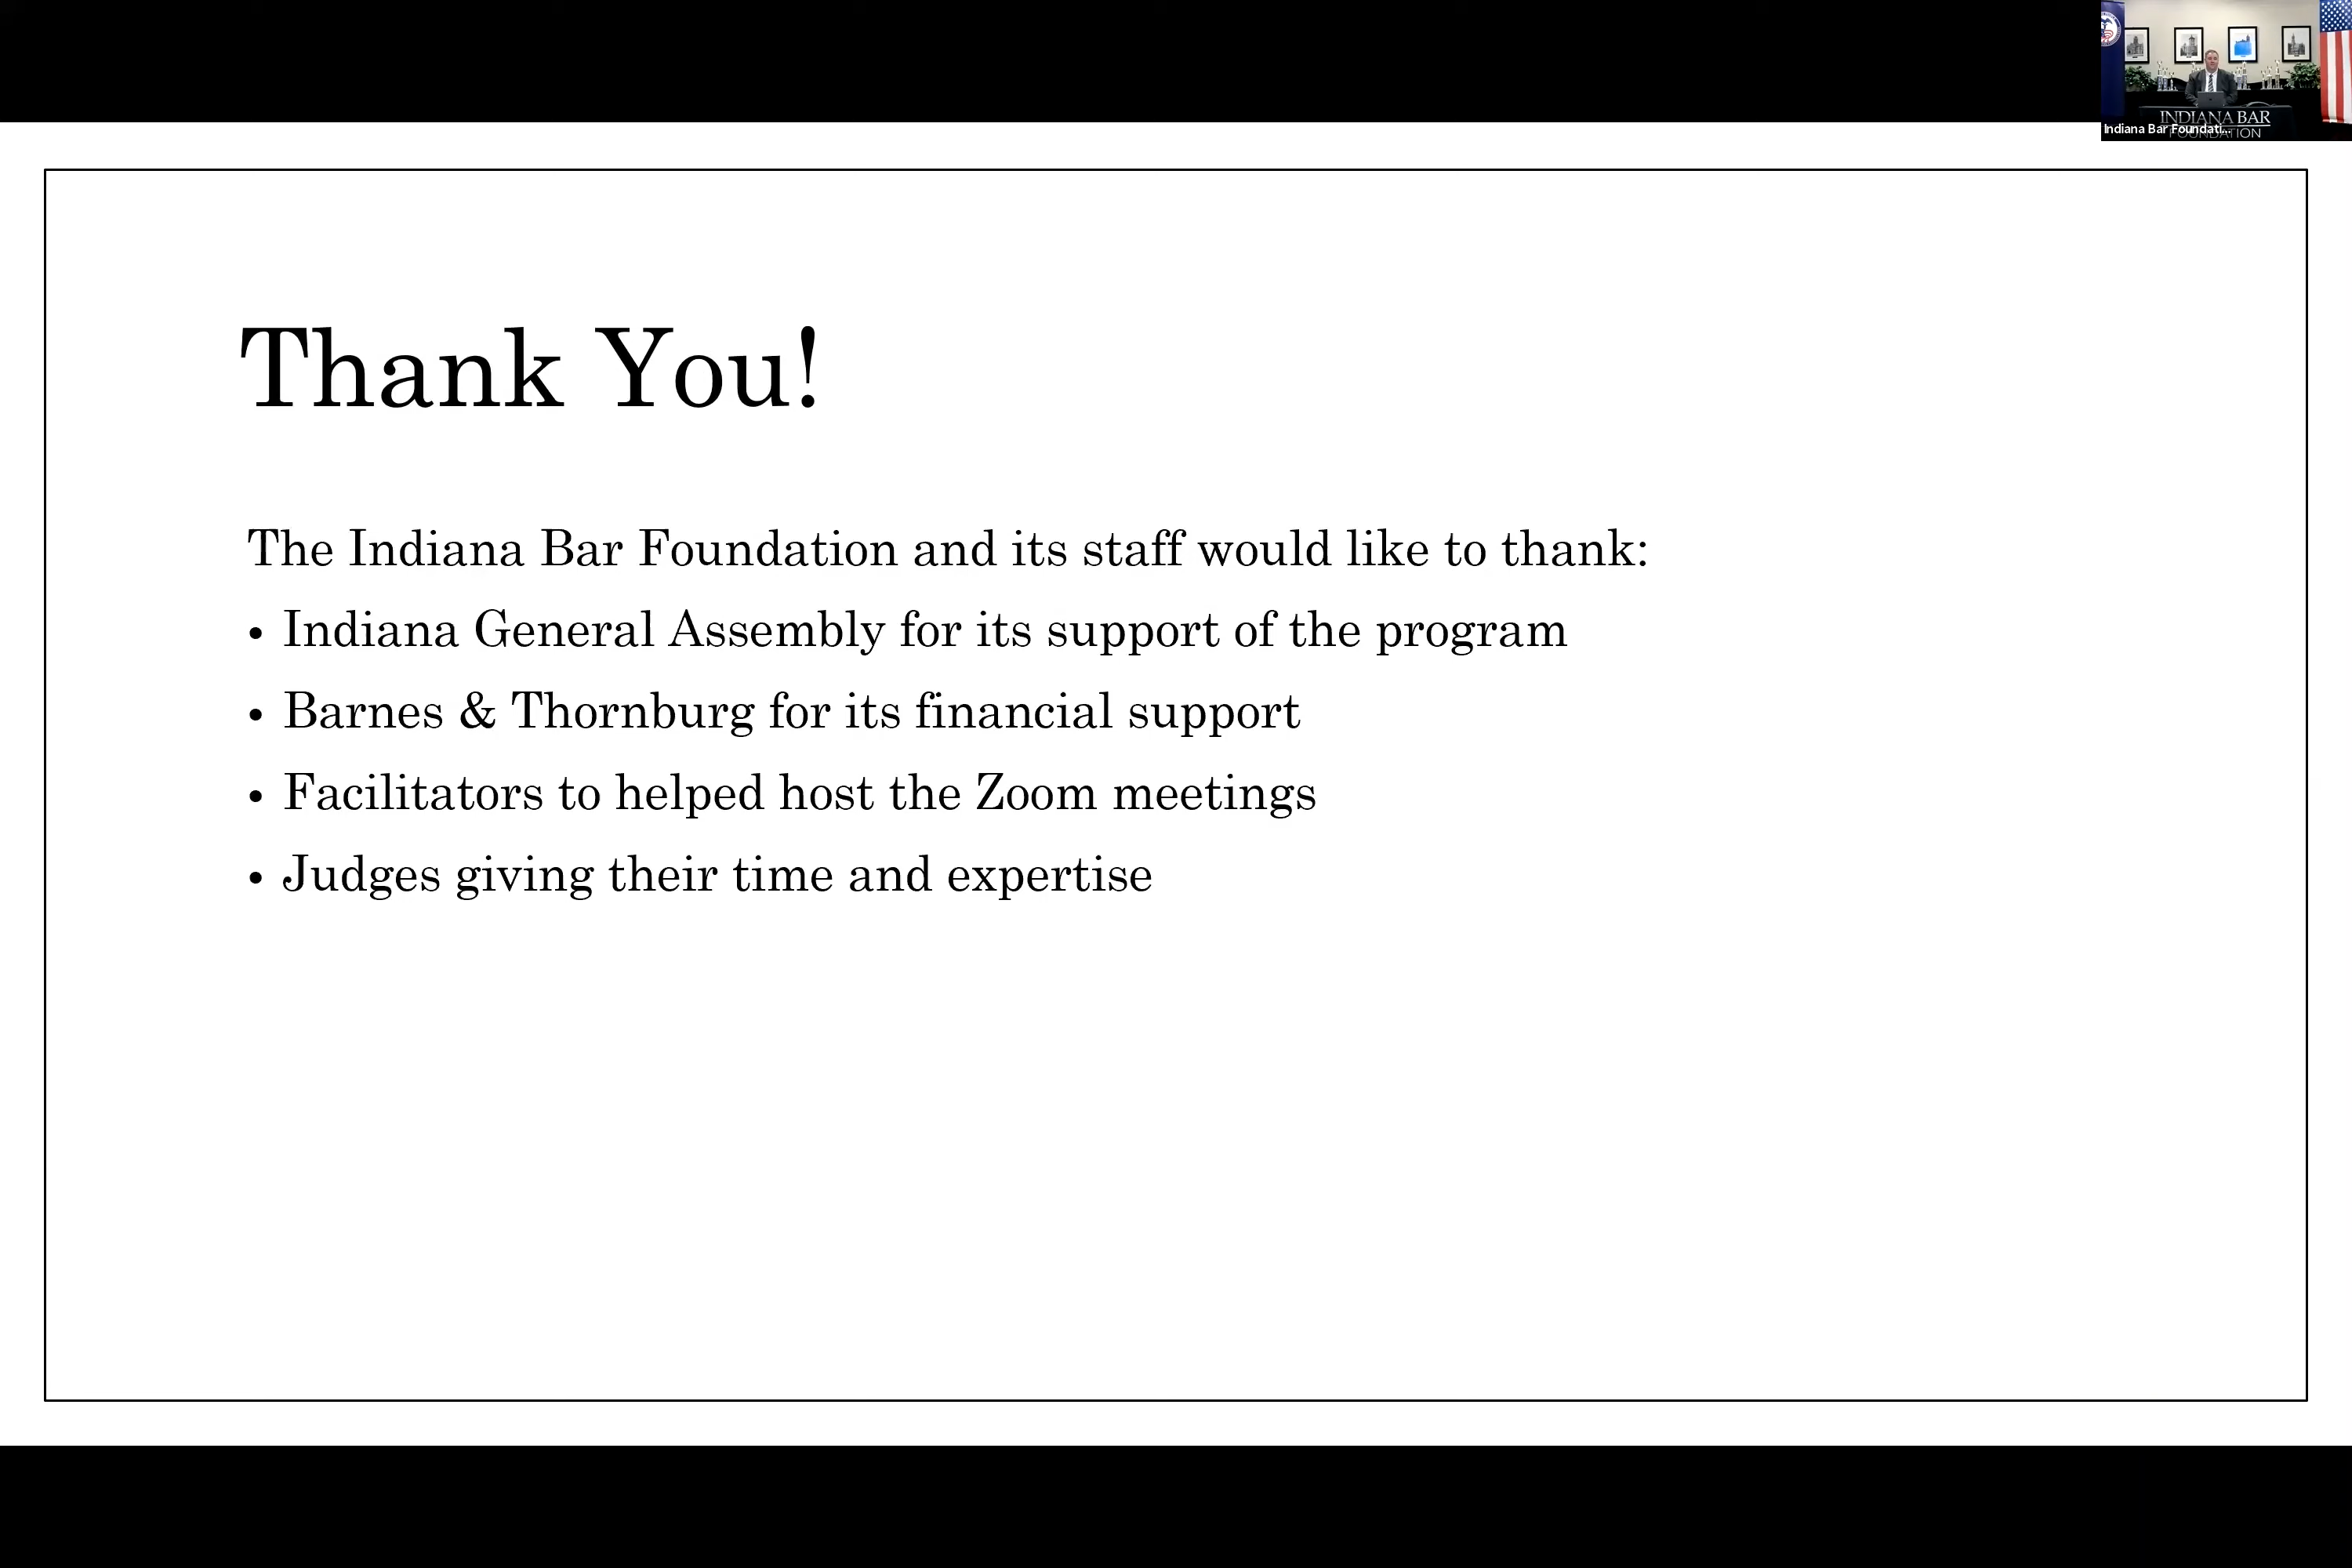 INDIANA BAR
FOUNDATION
Indiana Bar Foundati...
Thank You!
The Indiana Bar Foundation and its staff would like to thank:
• Indiana General Assembly for its support of the program
• Barnes & Thornburg for its financial support
• Facilitators to helped host the Zoom meetings
• Judges giving their time and expertise